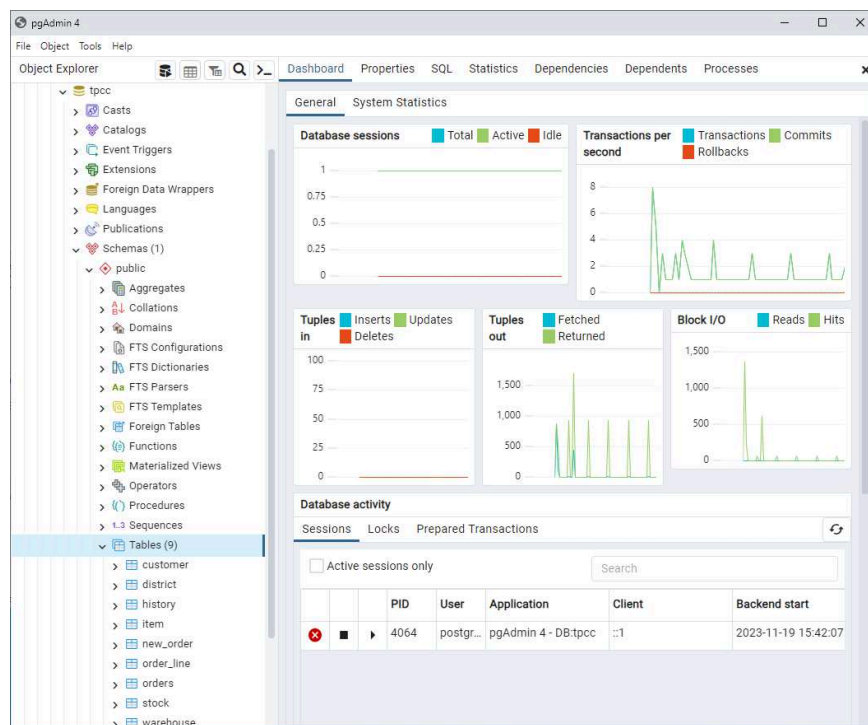 pgAdmin 4
File Object Tools Help
Object Explorer
tpcc
Casts
Catalogs
Event Triggers
Extensions
Foreign Data Wrappers
Languages
Publications
Schemas (1)
public
Aggregates
Collations
Domains
FTS Configurations
FTS Dictionaries
Aa FTS Parsers
FTS Templates
Foreign Tables
Functions
Materialized Views
Operators
Procedures
1..3 Sequences
Tables (9)
customer
district
history
item
new_order
order_line
orders
stock
warehouse
Dashboard Properties SQL Statistics Dependencies Dependents Processes
General System Statistics
Database sessions Total Active Idle
1
0.75
0.5
0.25
0
Transactions per second Transactions Commits Rollbacks
8
6
4
2
0
Tuples in Inserts Updates Deletes
100
75
50
25
0
Tuples out Fetched Returned
1,500
1,000
500
0
Block I/O Reads Hits
1,500
1,000
500
0
Database activity
Sessions Locks Prepared Transactions
Active sessions only Search
PID User Application Client Backend start
4064 postgr... pgAdmin 4 - DB:tpcc ::1 2023-11-19 15:42:07